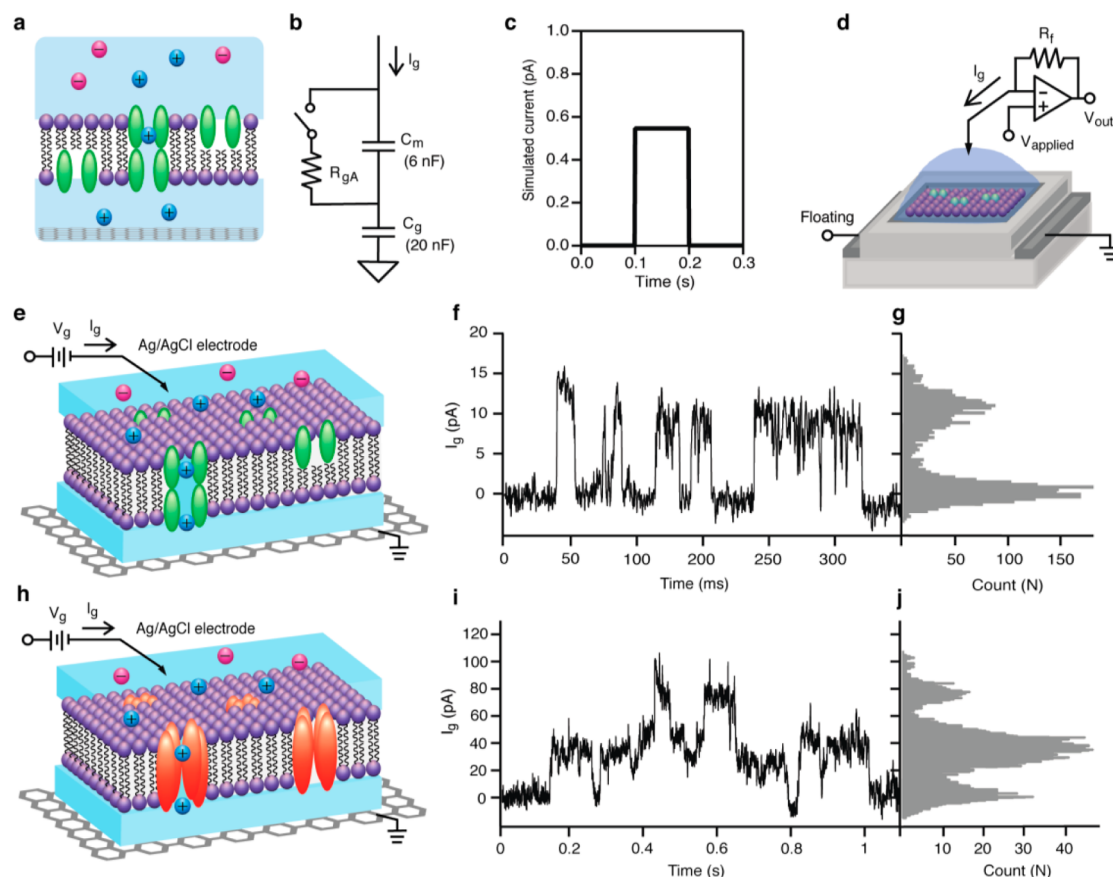 a
b
c
d
I_g
C_m
(6 nF)
R_gA
C_g
(20 nF)
Simulated current (pA)
1.0
0.8
0.6
0.4
0.2
0.0
0.0 0.1 0.2 0.3
Time (s)
R_f
I_g
V_out
V_applied
Floating
e
V_g
I_g
Ag/AgCl electrode
f
I_g (pA)
20
15
10
5
0
0 50 100 200 300
Time (ms)
g
50 100 150
Count (N)
h
V_g
I_g
Ag/AgCl electrode
i
I_g (pA)
120
100
80
60
40
20
0
0 0.2 0.4 0.6 0.8 1
Time (s)
j
10 20 30 40
Count (N)